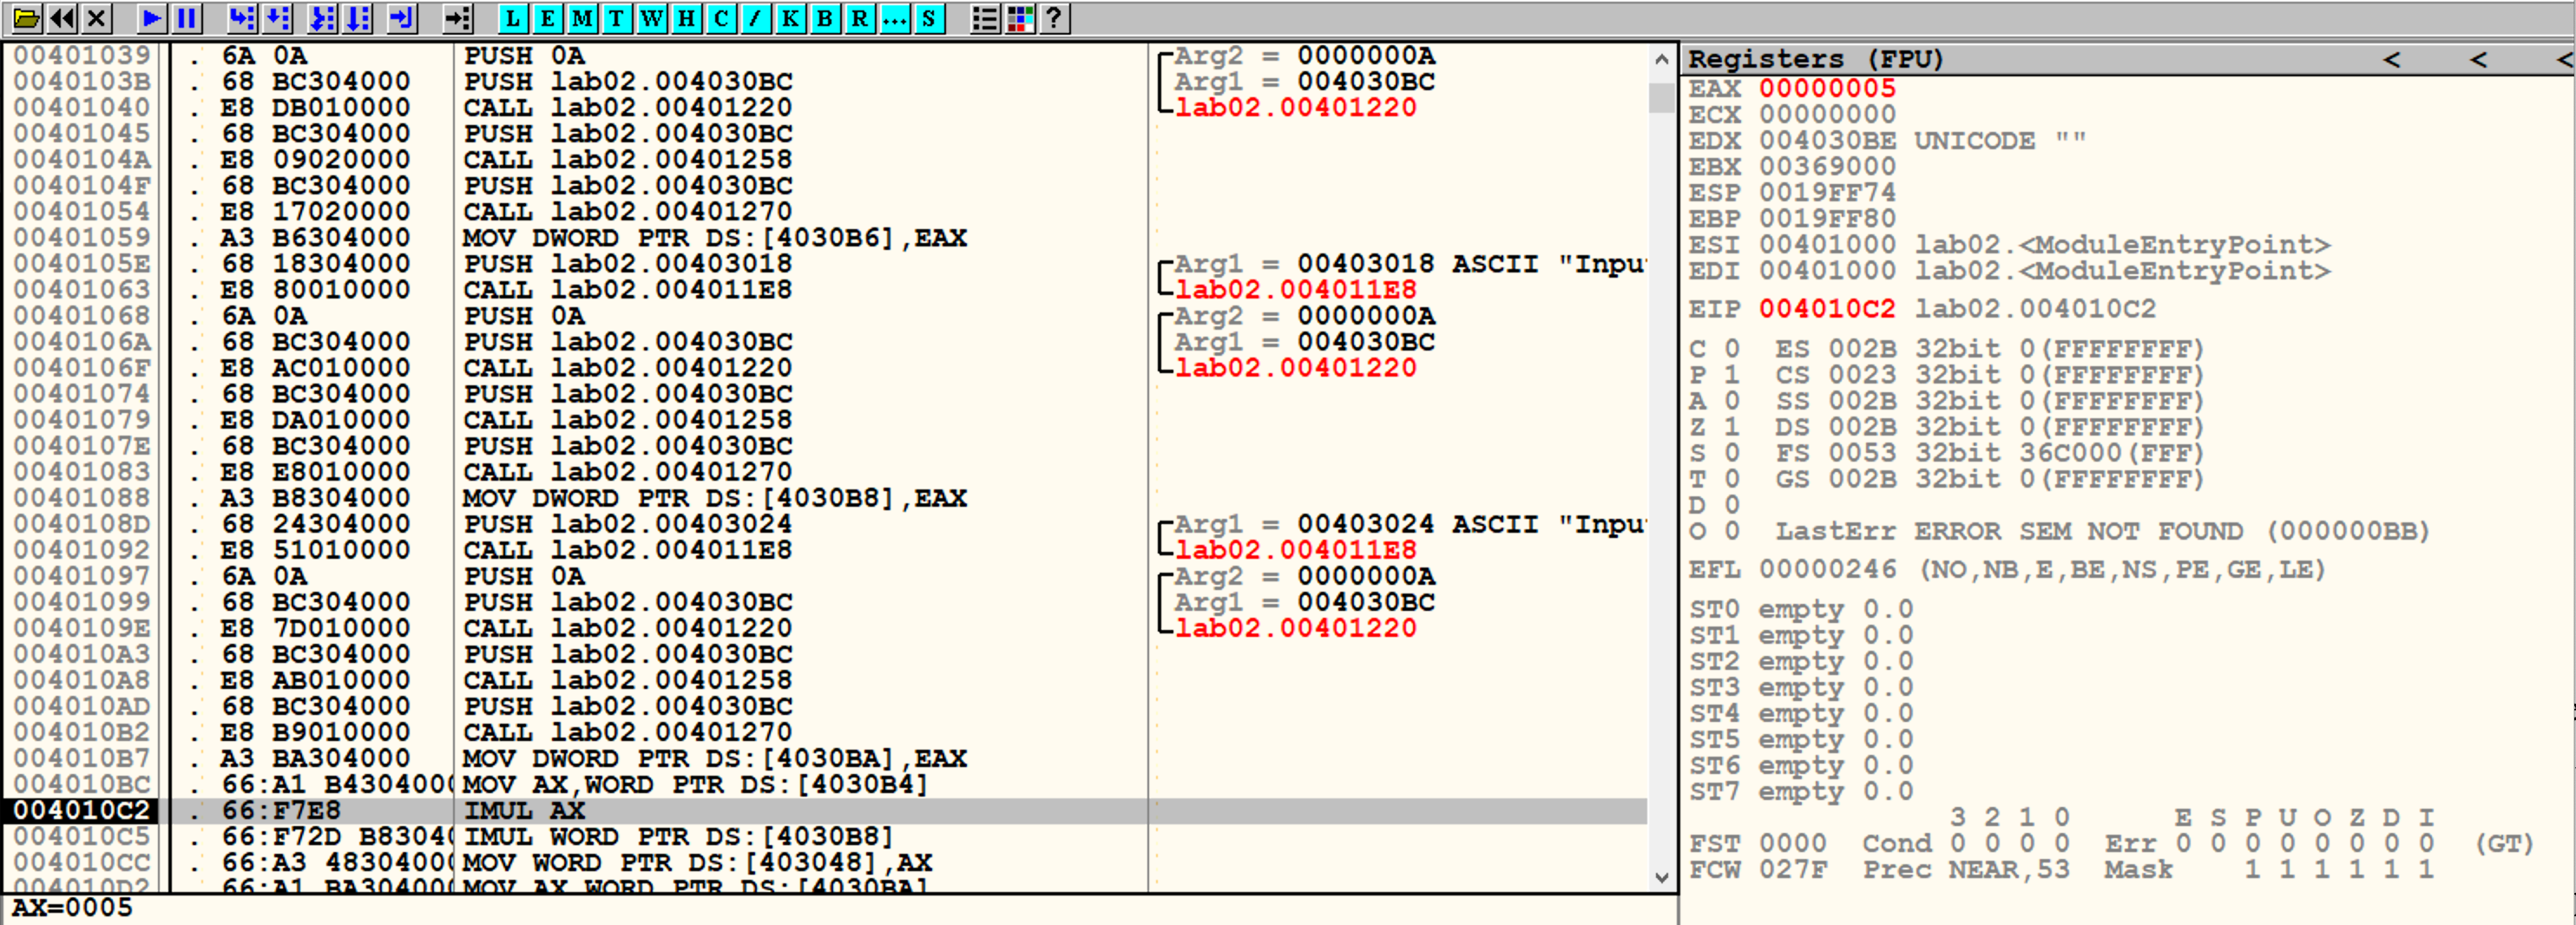 L E M T W H C / K B R ... S ?
00401039 . 6A 0A PUSH 0A Arg2 = 0000000A
0040103B . 68 BC304000 PUSH lab02.004030BC Arg1 = 004030BC
00401040 . E8 DB010000 CALL lab02.00401220 lab02.00401220
00401045 . 68 BC304000 PUSH lab02.004030BC
0040104A . E8 09020000 CALL lab02.00401258
0040104F . 68 BC304000 PUSH lab02.004030BC
00401054 . E8 17020000 CALL lab02.00401270
00401059 . A3 B6304000 MOV DWORD PTR DS:[4030B6],EAX
0040105E . 68 18304000 PUSH lab02.00403018 Arg1 = 00403018 ASCII "Inpu
00401063 . E8 80010000 CALL lab02.004011E8 lab02.004011E8
00401068 . 6A 0A PUSH 0A Arg2 = 0000000A
0040106A . 68 BC304000 PUSH lab02.004030BC Arg1 = 004030BC
0040106F . E8 AC010000 CALL lab02.00401220 lab02.00401220
00401074 . 68 BC304000 PUSH lab02.004030BC
00401079 . E8 DA010000 CALL lab02.00401258
0040107E . 68 BC304000 PUSH lab02.004030BC
00401083 . E8 E8010000 CALL lab02.00401270
00401088 . A3 B8304000 MOV DWORD PTR DS:[4030B8],EAX
0040108D . 68 24304000 PUSH lab02.00403024 Arg1 = 00403024 ASCII "Inpu
00401092 . E8 51010000 CALL lab02.004011E8 lab02.004011E8
00401097 . 6A 0A PUSH 0A Arg2 = 0000000A
00401099 . 68 BC304000 PUSH lab02.004030BC Arg1 = 004030BC
0040109E . E8 7D010000 CALL lab02.00401220 lab02.00401220
004010A3 . 68 BC304000 PUSH lab02.004030BC
004010A8 . E8 AB010000 CALL lab02.00401258
004010AD . 68 BC304000 PUSH lab02.004030BC
004010B2 . E8 B9010000 CALL lab02.00401270
004010B7 . A3 BA304000 MOV DWORD PTR DS:[4030BA],EAX
004010BC . 66:A1 B4304000 MOV AX,WORD PTR DS:[4030B4]
004010C2 . 66:F7E8 IMUL AX
004010C5 . 66:F72D B83040 IMUL WORD PTR DS:[4030B8]
004010CC . 66:A3 48304000 MOV WORD PTR DS:[403048],AX
004010D2 . 66:A1 BA304000 MOV AX,WORD PTR DS:[4030BA]
AX=0005
Registers (FPU) < < <
EAX 00000005
ECX 00000000
EDX 004030BE UNICODE ""
EBX 00369000
ESP 0019FF74
EBP 0019FF80
ESI 00401000 lab02.<ModuleEntryPoint>
EDI 00401000 lab02.<ModuleEntryPoint>
EIP 004010C2 lab02.004010C2
C 0 ES 002B 32bit 0(FFFFFFFF)
P 1 CS 0023 32bit 0(FFFFFFFF)
A 0 SS 002B 32bit 0(FFFFFFFF)
Z 1 DS 002B 32bit 0(FFFFFFFF)
S 0 FS 0053 32bit 36C000(FFF)
T 0 GS 002B 32bit 0(FFFFFFFF)
D 0
O 0 LastErr ERROR SEM NOT FOUND (000000BB)
EFL 00000246 (NO,NB,E,BE,NS,PE,GE,LE)
ST0 empty 0.0
ST1 empty 0.0
ST2 empty 0.0
ST3 empty 0.0
ST4 empty 0.0
ST5 empty 0.0
ST6 empty 0.0
ST7 empty 0.0
3 2 1 0 E S P U O Z D I
FST 0000 Cond 0 0 0 0 Err 0 0 0 0 0 0 0 0 (GT)
FCW 027F Prec NEAR,53 Mask 1 1 1 1 1 1